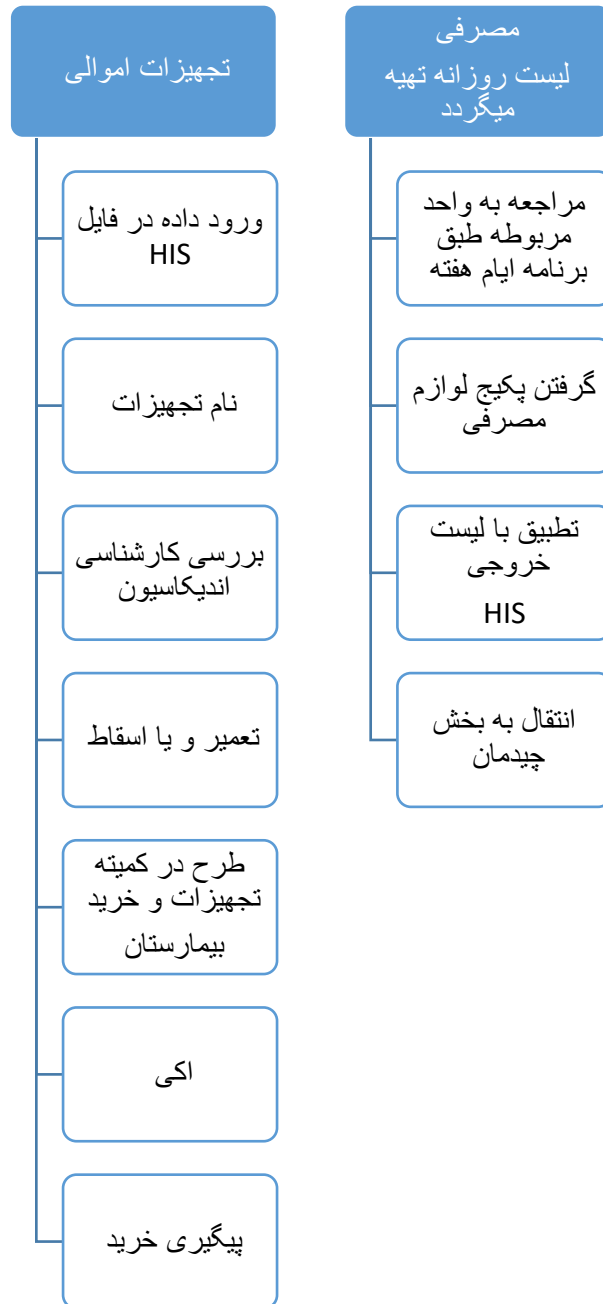 مصرفی
لیست روزانه تهیه
میگردد
مراجعه به واحد
مربوطه طبق
برنامه ایام هفته
گرفتن پکیج لوازم
مصرفی
تطبیق با لیست
خروجی
HIS
انتقال به بخش
چیدمان
تجهیزات اموالی
ورود داده در فایل
HIS
نام تجهیزات
بررسی کارشناسی
اندیکاسیون
تعمیر و یا اسقاط
طرح در کمیته
تجهیزات و خرید
بیمارستان
اکی
پیگیری خرید